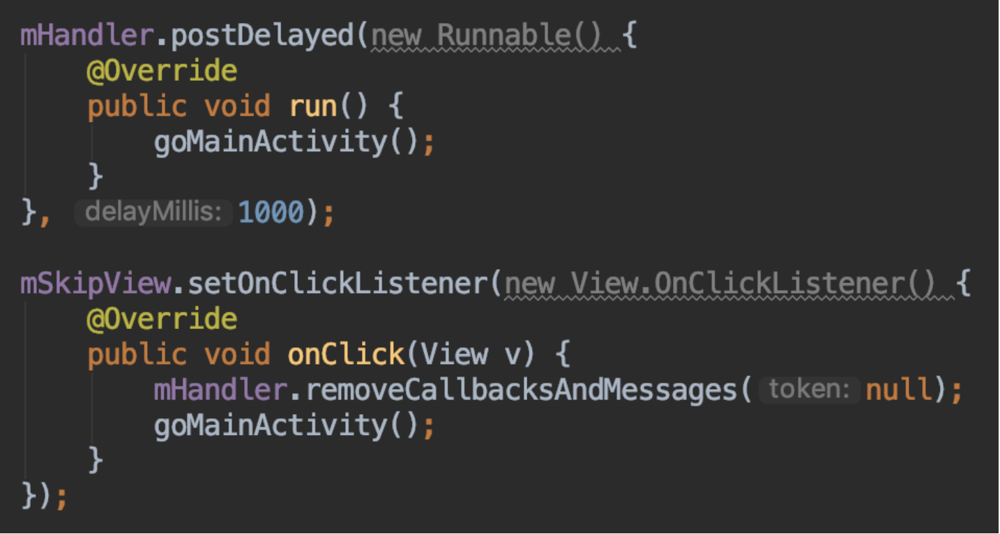 mHandler.postDelayed(new Runnable() {
    @Override
    public void run() {
        goMainActivity();
    }
}, delayMillis: 1000);

mSkipView.setOnClickListener(new View.OnClickListener() {
    @Override
    public void onClick(View v) {
        mHandler.removeCallbacksAndMessages( token: null);
        goMainActivity();
    }
});